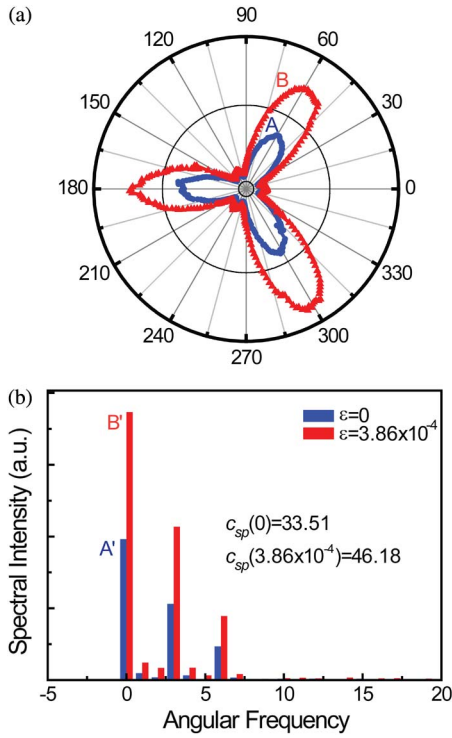 (a)
90
120
60
B
A
150
30
180
0
210
330
240
300
270
(b)
B'
ε=0
ε=3.86x10⁻⁴
A'
c_sp(0)=33.51
c_sp(3.86x10⁻⁴)=46.18
Spectral Intensity (a.u.)
-5 0 5 10 15 20
Angular Frequency